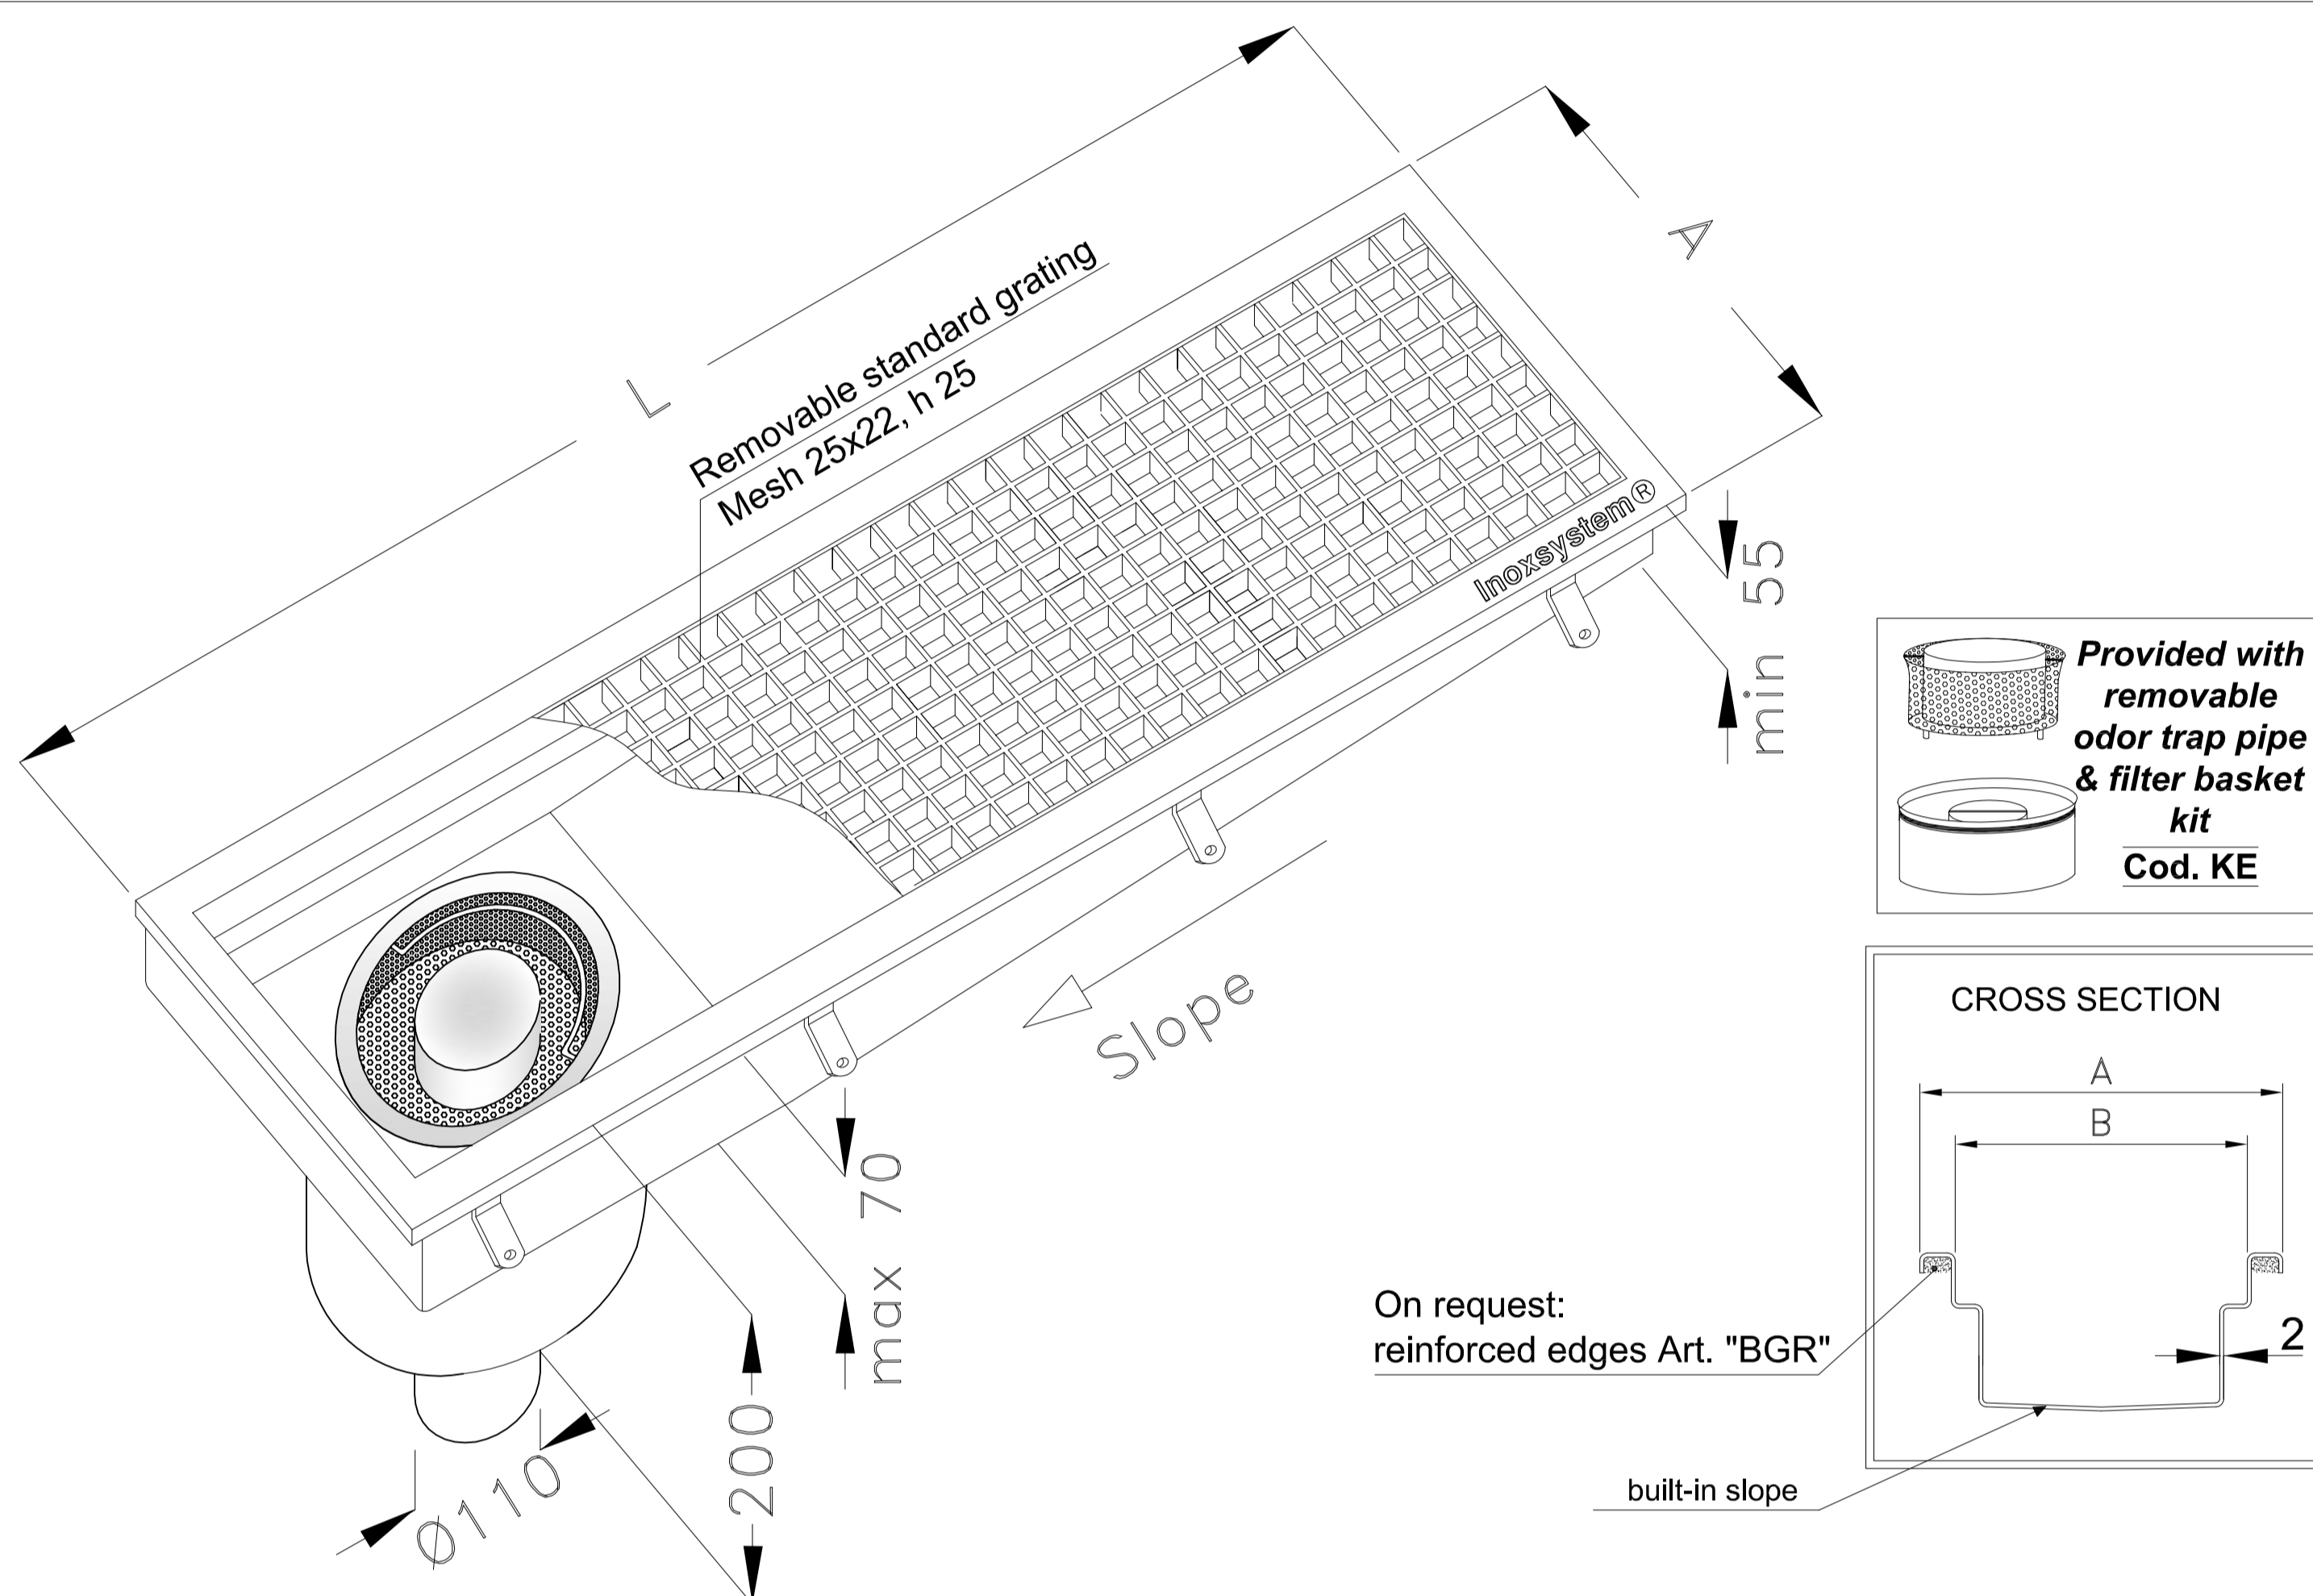 L
A
Removable standard grating
Mesh 25x22, h 25
Inoxsystem®
min 55
Provided with
removable
odor trap pipe
& filter basket
kit
Cod. KE
Slope
max 70
200
Ø110
CROSS SECTION
A
B
2
On request:
reinforced edges Art. "BGR"
built-in slope